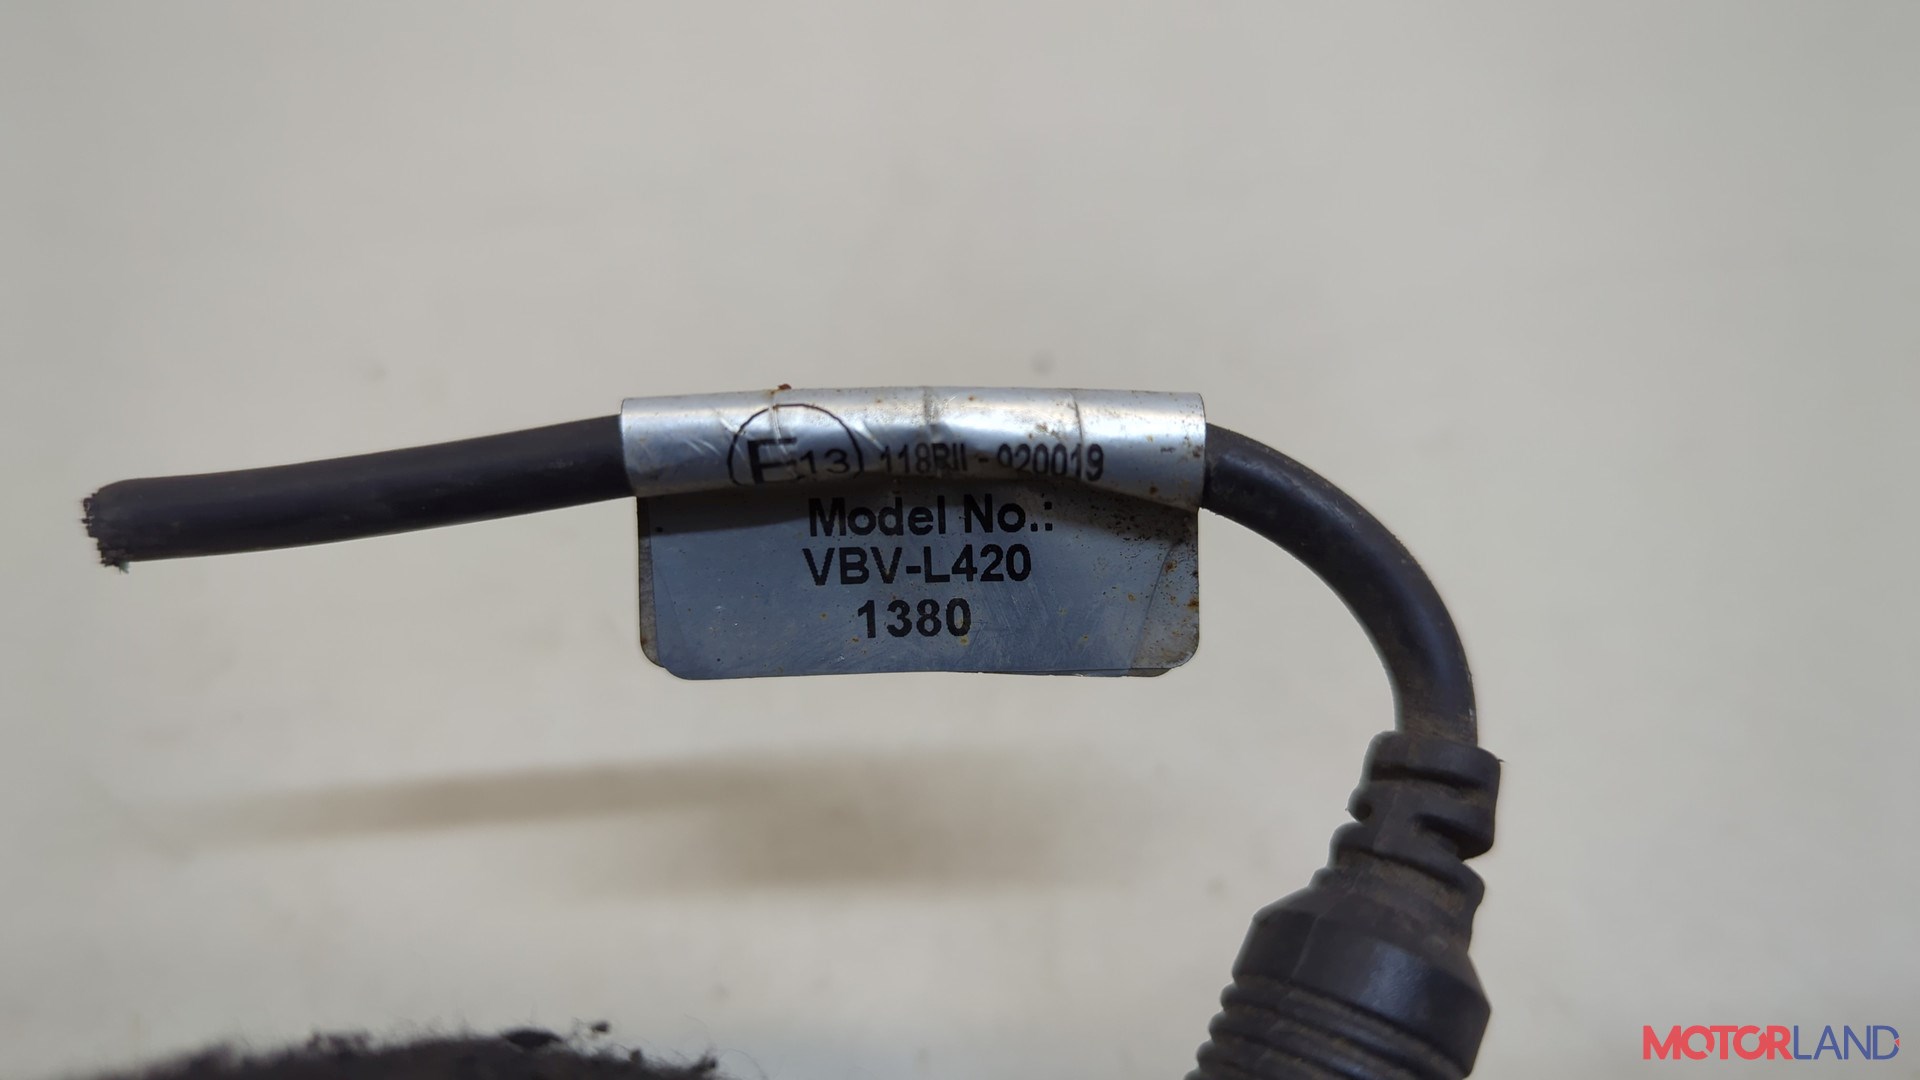 E13 118RII - 020019
Model No.:
VBV-L420
1380
MOTORLAND